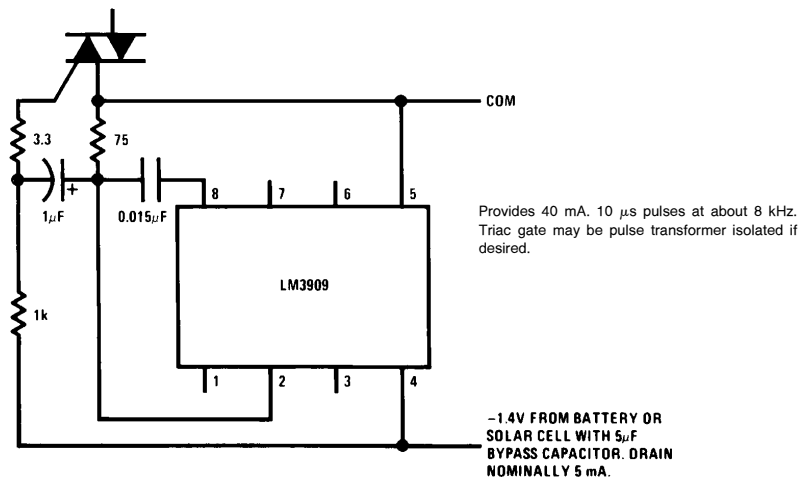 COM
3.3
75
1μF
+
0.015μF
8
7
6
5
Provides 40 mA. 10 μs pulses at about 8 kHz.
Triac gate may be pulse transformer isolated if
desired.
LM3909
1k
1
2
3
4
−1.4V FROM BATTERY OR
SOLAR CELL WITH 5μF
BYPASS CAPACITOR. DRAIN
NOMINALLY 5 mA.